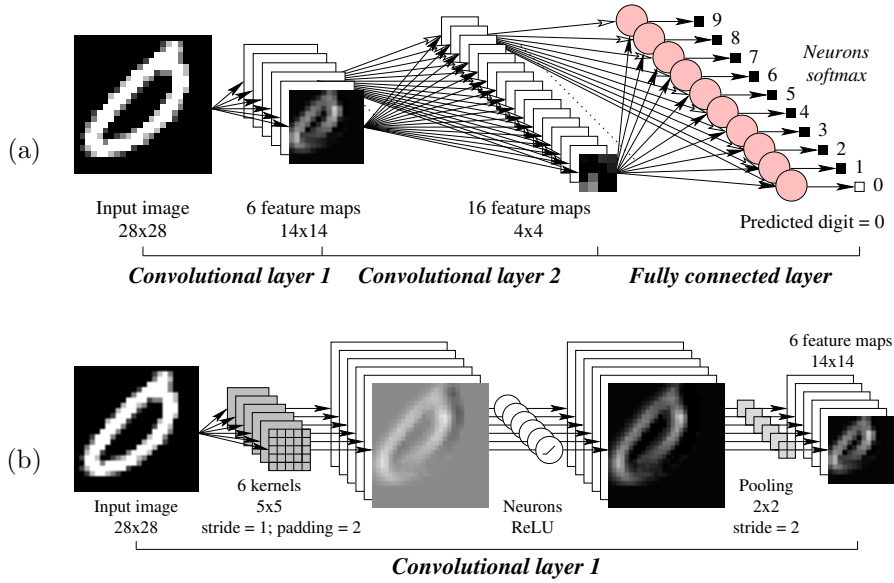 (a)
9
8
7
6
5
4
3
2
1
0
Neurons
softmax
Input image
28x28
6 feature maps
14x14
16 feature maps
4x4
Predicted digit = 0
Convolutional layer 1
Convolutional layer 2
Fully connected layer
(b)
6 feature maps
14x14
Input image
28x28
6 kernels
5x5
stride = 1; padding = 2
Neurons
ReLU
Pooling
2x2
stride = 2
Convolutional layer 1